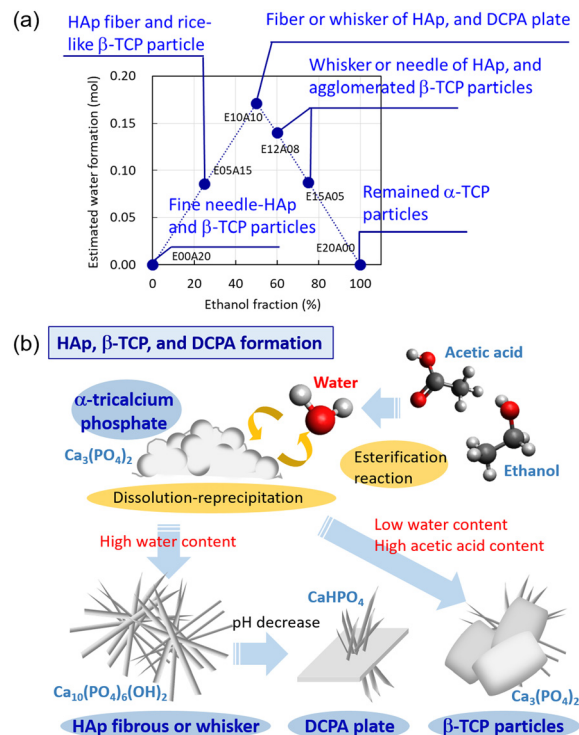 (a)
HAp fiber and rice-
like β-TCP particle
Fiber or whisker of HAp, and
DCPA plate
Whisker or needle of HAp, and
agglomerated β-TCP particles
Estimated water formation (mol)
0.20
0.15
0.10
0.05
0.00
E10A10
E12A08
E05A15
E15A05
Fine needle-HAp
and β-TCP particles
Remained α-TCP
particles
E00A20
E20A00
0
20
40
60
80
100
Ethanol fraction (%)
(b)
HAp, β-TCP, and DCPA formation
Acetic acid
Water
α-tricalcium
phosphate
Ca₃(PO₄)₂
Esterification
reaction
Ethanol
Dissolution-reprecipitation
High water content
Low water content
High acetic acid content
CaHPO₄
pH decrease
Ca₁₀(PO₄)₆(OH)₂
Ca₃(PO₄)₂
HAp fibrous or whisker
DCPA plate
β-TCP particles